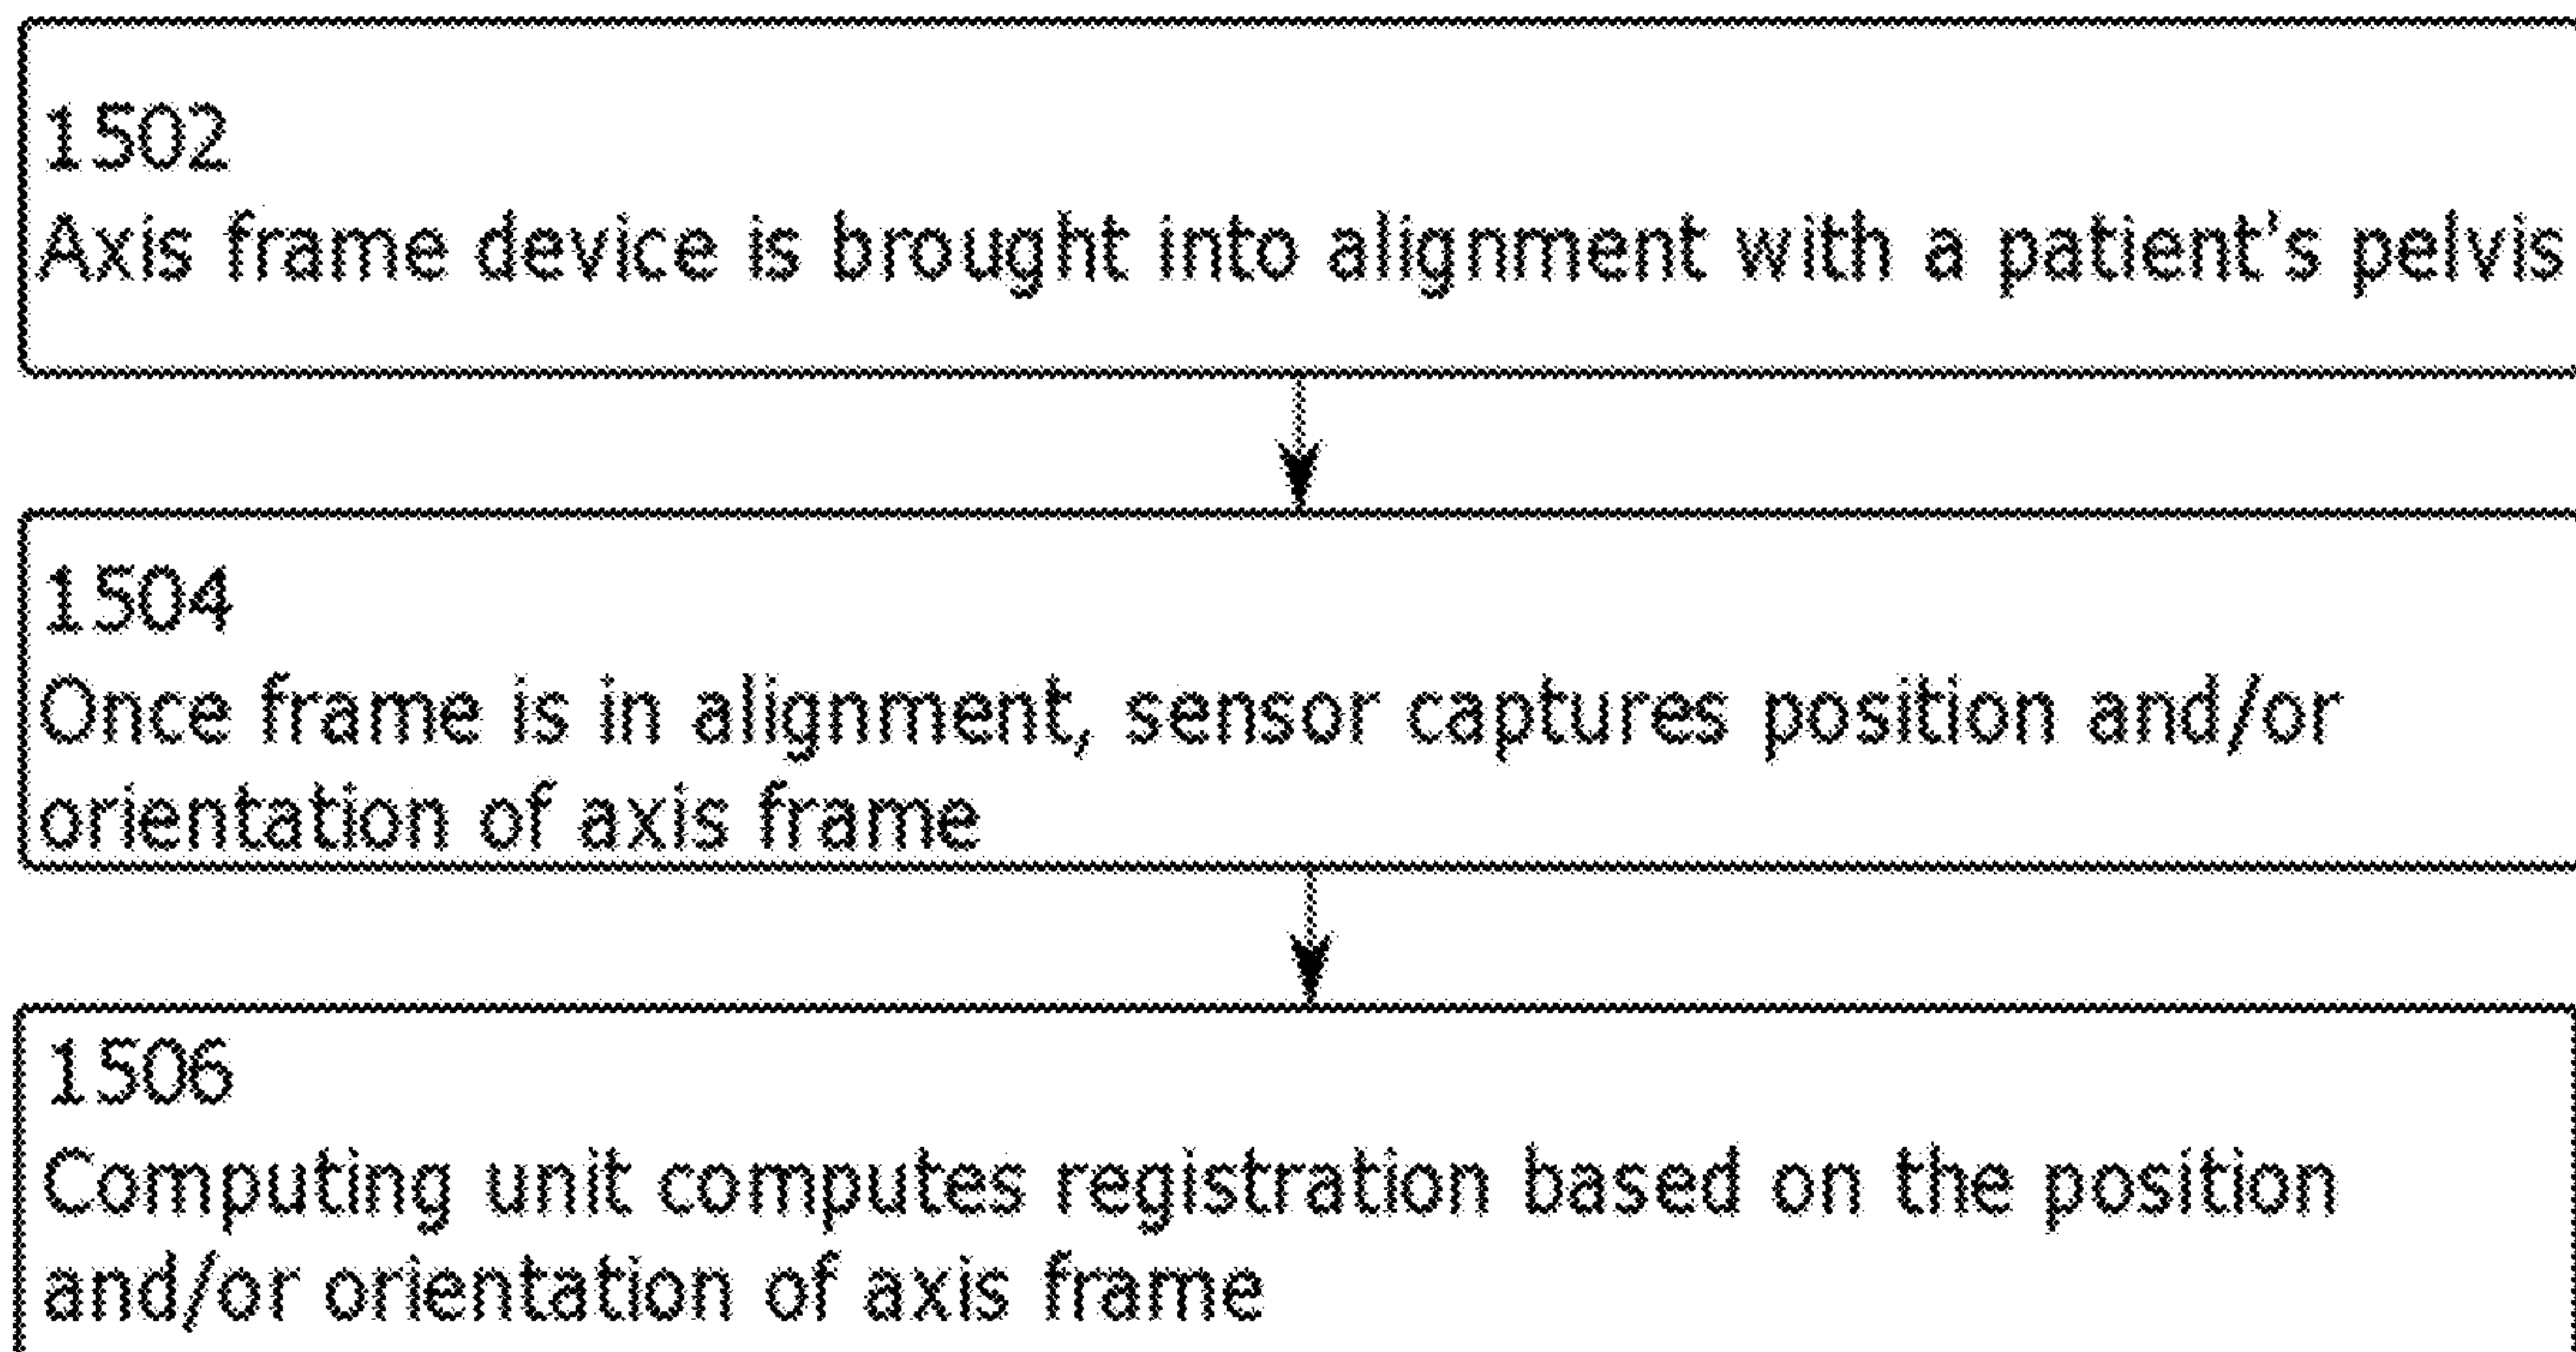 1502
Axis frame device is brought into alignment with a patient's pelvis
1504
Once frame is in alignment, sensor captures position and/or
orientation of axis frame
1506
Computing unit computes registration based on the position
and/or orientation of axis frame